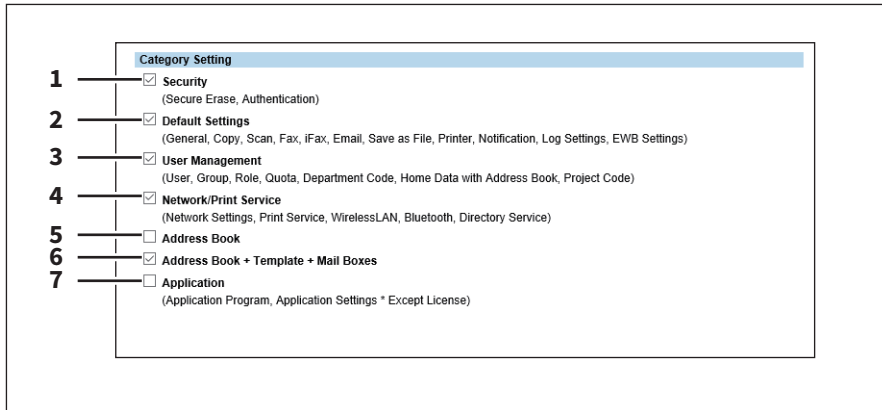 Category Setting
1 Security
(Secure Erase, Authentication)
2 Default Settings
(General, Copy, Scan, Fax, iFax, Email, Save as File, Printer, Notification, Log Settings, EWB Settings)
3 User Management
(User, Group, Role, Quota, Department Code, Home Data with Address Book, Project Code)
4 Network/Print Service
(Network Settings, Print Service, WirelessLAN, Bluetooth, Directory Service)
5 Address Book
6 Address Book + Template + Mail Boxes
7 Application
(Application Program, Application Settings * Except License)